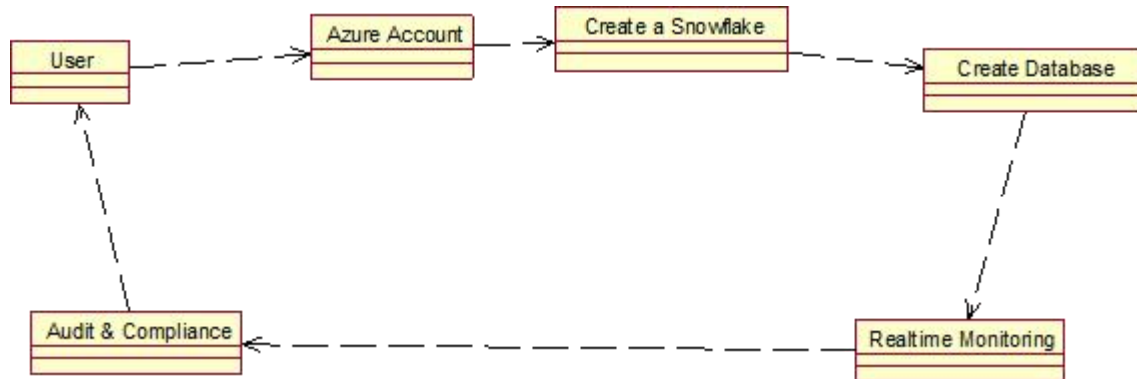 User
Azure Account
Create a Snowflake
Create Database
Audit & Compliance
Realtime Monitoring